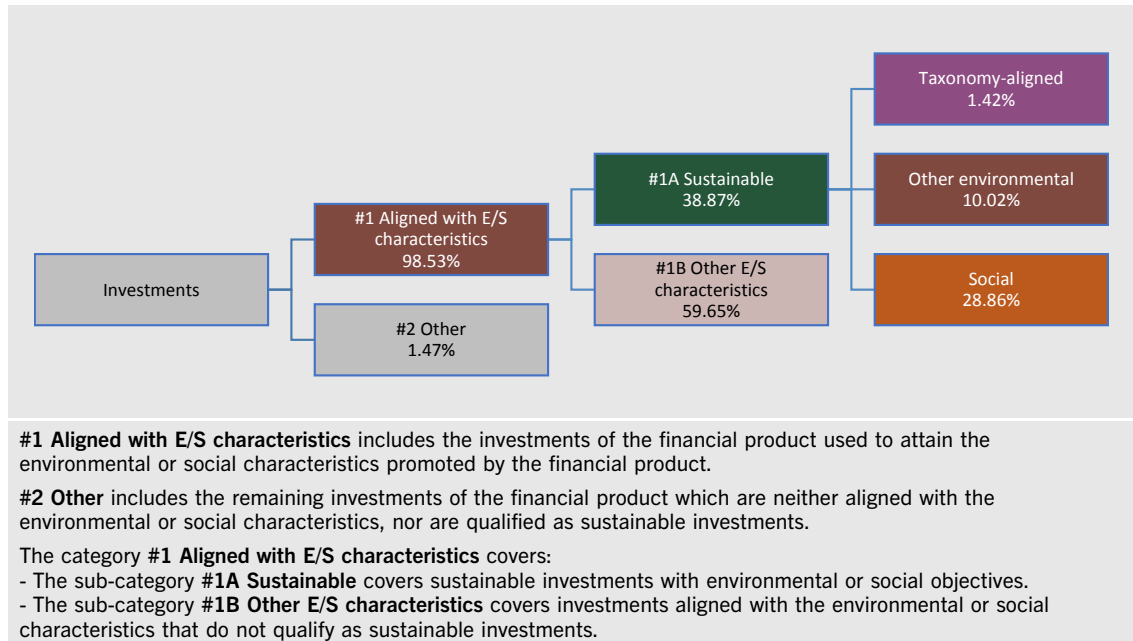 Investments
#1 Aligned with E/S
characteristics
98.53%
#2 Other
1.47%
#1A Sustainable
38.87%
#1B Other E/S
characteristics
59.65%
Taxonomy-aligned
1.42%
Other environmental
10.02%
Social
28.86%
#1 Aligned with E/S characteristics includes the investments of the financial product used to attain the
environmental or social characteristics promoted by the financial product.
#2 Other includes the remaining investments of the financial product which are neither aligned with the
environmental or social characteristics, nor are qualified as sustainable investments.
The category #1 Aligned with E/S characteristics covers:
- The sub-category #1A Sustainable covers sustainable investments with environmental or social objectives.
- The sub-category #1B Other E/S characteristics covers investments aligned with the environmental or social
characteristics that do not qualify as sustainable investments.